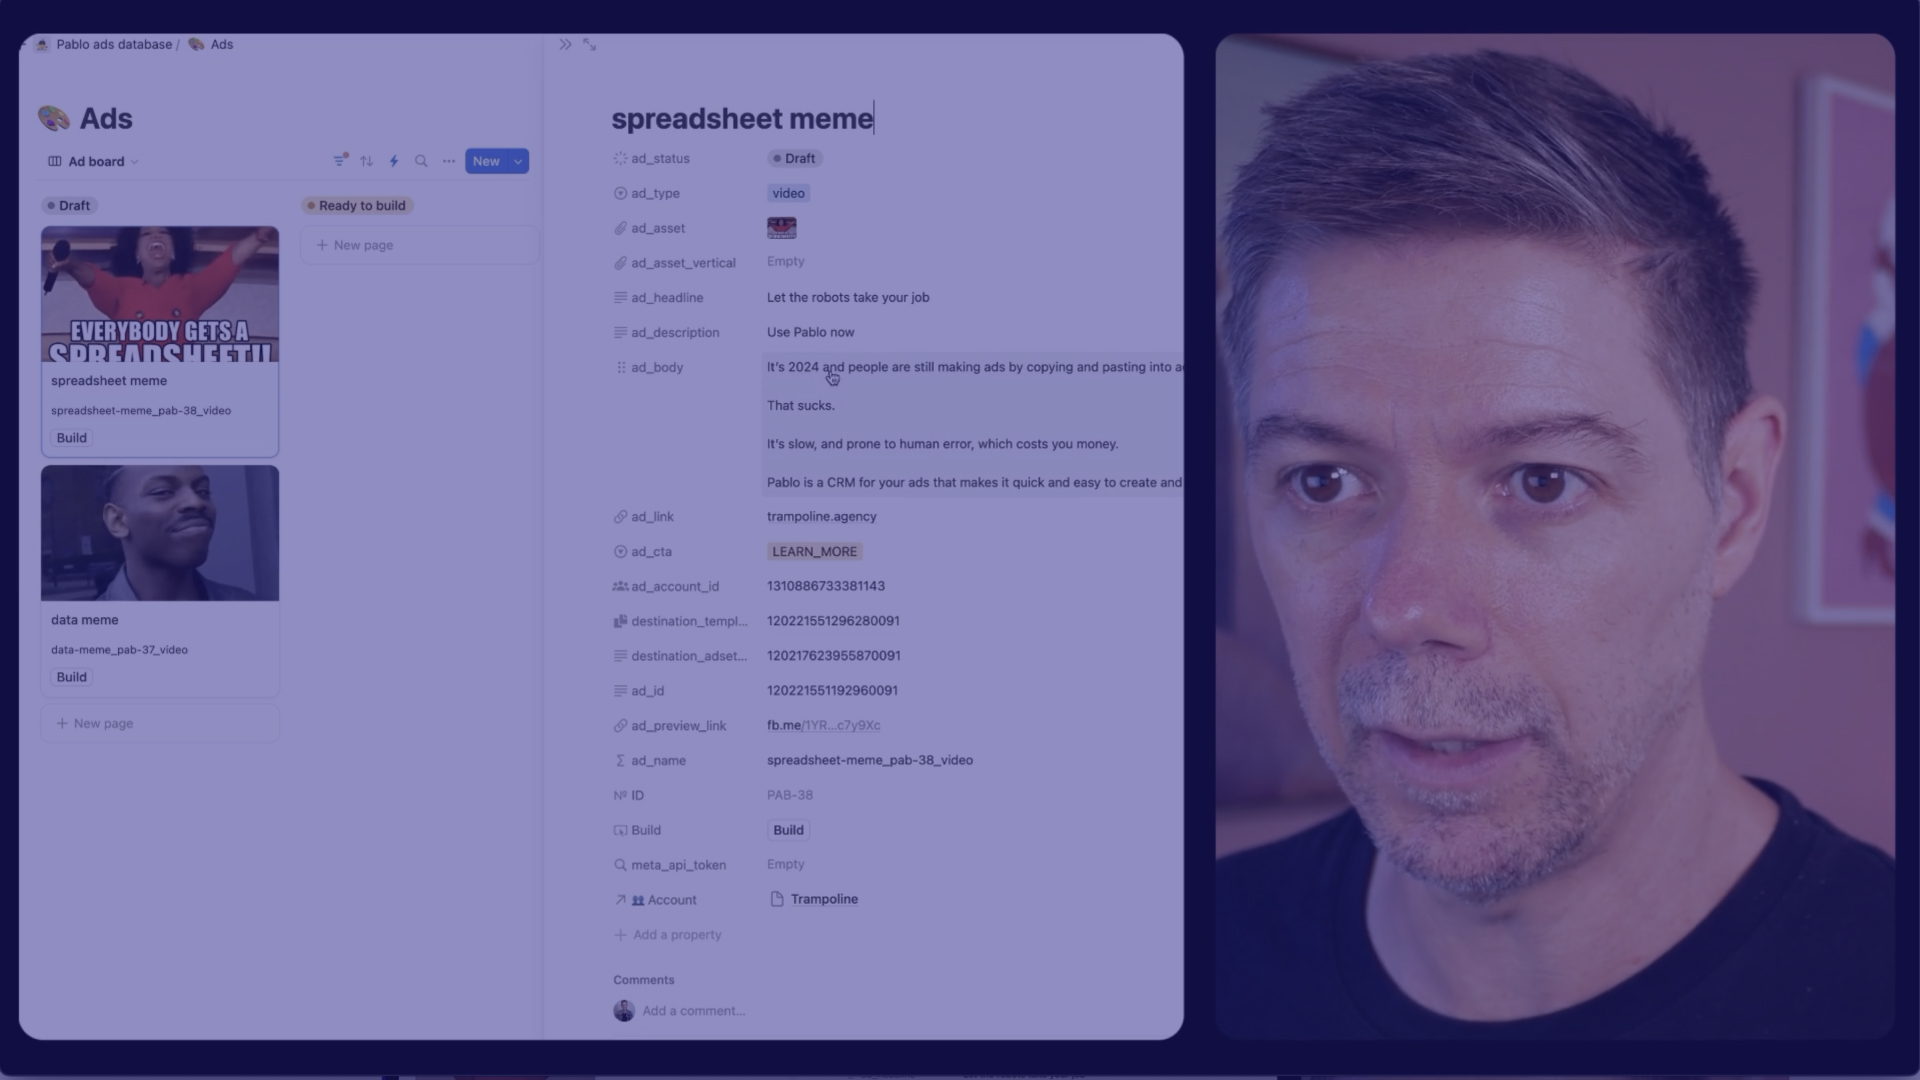 Pablo ads database / Ads
Ads
Ad board
New
Draft
Ready to build
New page
EVERYBODY GETS A
SPREADSHEET!!
spreadsheet meme
spreadsheet-meme_pab-38_video
Build
data meme
data-meme_pab-37_video
Build
New page
spreadsheet meme
ad_status Draft
ad_type video
ad_asset
ad_asset_vertical Empty
ad_headline Let the robots take your job
ad_description Use Pablo now
ad_body It's 2024 and people are still making ads by copying and pasting into
That sucks.
It's slow, and prone to human error, which costs you money.
Pablo is a CRM for your ads that makes it quick and easy to create and
ad_link trampoline.agency
ad_cta LEARN_MORE
ad_account_id 1310886733381143
destination_templ... 120221551296280091
destination_adset... 120217623955870091
ad_id 120221551192960091
ad_preview_link fb.me/1YR...c7y9Xc
ad_name spreadsheet-meme_pab-38_video
Nº ID PAB-38
Build Build
meta_api_token Empty
Account Trampoline
Add a property
Comments
Add a comment...